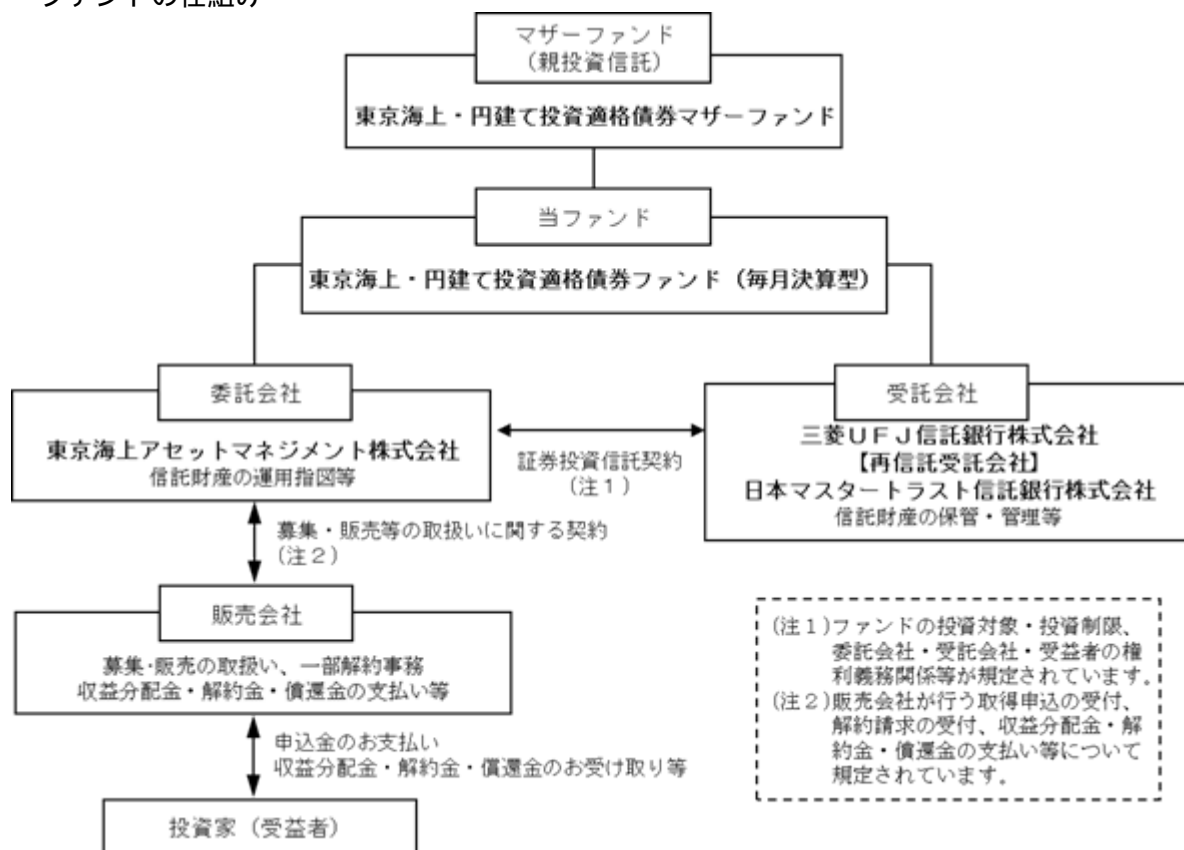 ファンドの仕組み
マザーファンド
(親投資信託)
東京海上・円建て投資適格債券マザーファンド
当ファンド
東京海上・円建て投資適格債券ファンド（毎月決算型）
委託会社
東京海上アセットマネジメント株式会社
信託財産の運用指図等
証券投資信託契約
(注１)
受託会社
三菱ＵＦＪ信託銀行株式会社
【再信託受託会社】
日本マスタートラスト信託銀行株式会社
信託財産の保管・管理等
募集・販売等の取扱いに関する契約
(注２)
販売会社
募集・販売の取扱い、一部解約事務
収益分配金・解約金・償還金の支払い等
申込金のお支払い
収益分配金・解約金・償還金のお受け取り等
投資家（受益者）
(注１)ファンドの投資対象・投資制限、
委託会社・受託会社・受益者の権
利義務関係等が規定されています。
(注２)販売会社が行う取得申込の受付、
解約請求の受付、収益分配金・解
約金・償還金の支払い等について
規定されています。